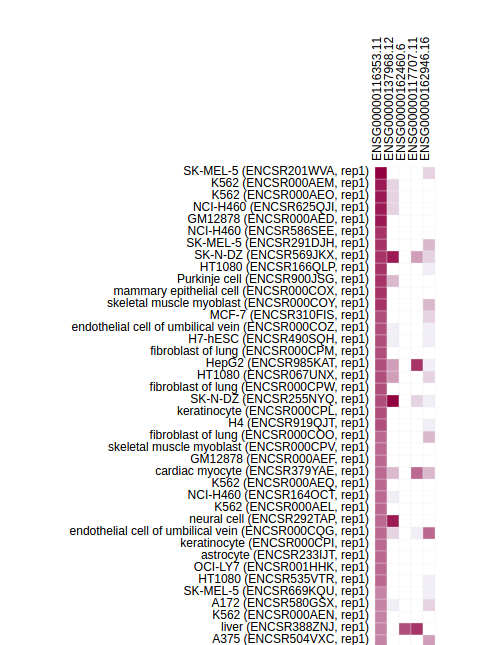 ENSG00000116353.11
ENSG00000137968.12
ENSG00000162460.6
ENSG00000117707.11
ENSG00000162946.16
SK-MEL-5 (ENCSR201WVA, rep1)
K562 (ENCSR000AEM, rep1)
K562 (ENCSR000AEO, rep1)
NCI-H460 (ENCSR625QJI, rep1)
GM12878 (ENCSR000AED, rep1)
NCI-H460 (ENCSR586SEE, rep1)
SK-MEL-5 (ENCSR291DJH, rep1)
SK-N-DZ (ENCSR569JKX, rep1)
HT1080 (ENCSR166QLP, rep1)
Purkinje cell (ENCSR900JSG, rep1)
mammary epithelial cell (ENCSR000COX, rep1)
skeletal muscle myoblast (ENCSR000COY, rep1)
MCF-7 (ENCSR310FIS, rep1)
endothelial cell of umbilical vein (ENCSR000COZ, rep1)
H7-hESC (ENCSR490SQH, rep1)
fibroblast of lung (ENCSR000CPM, rep1)
HepG2 (ENCSR985KAT, rep1)
HT1080 (ENCSR067UNX, rep1)
fibroblast of lung (ENCSR000CPW, rep1)
SK-N-DZ (ENCSR255NYQ, rep1)
keratinocyte (ENCSR000CPL, rep1)
H4 (ENCSR919QJT, rep1)
fibroblast of lung (ENCSR000COO, rep1)
skeletal muscle myoblast (ENCSR000CPV, rep1)
GM12878 (ENCSR000AEF, rep1)
cardiac myocyte (ENCSR379YAE, rep1)
K562 (ENCSR000AEQ, rep1)
NCI-H460 (ENCSR164OCT, rep1)
K562 (ENCSR000AEL, rep1)
neural cell (ENCSR292TAP, rep1)
endothelial cell of umbilical vein (ENCSR000CQG, rep1)
keratinocyte (ENCSR000CPI, rep1)
astrocyte (ENCSR233IJT, rep1)
OCI-LY7 (ENCSR001HHK, rep1)
HT1080 (ENCSR535VTR, rep1)
SK-MEL-5 (ENCSR669KQU, rep1)
A172 (ENCSR580GSX, rep1)
K562 (ENCSR000AEN, rep1)
liver (ENCSR388ZNJ, rep1)
A375 (ENCSR504VXC, rep1)